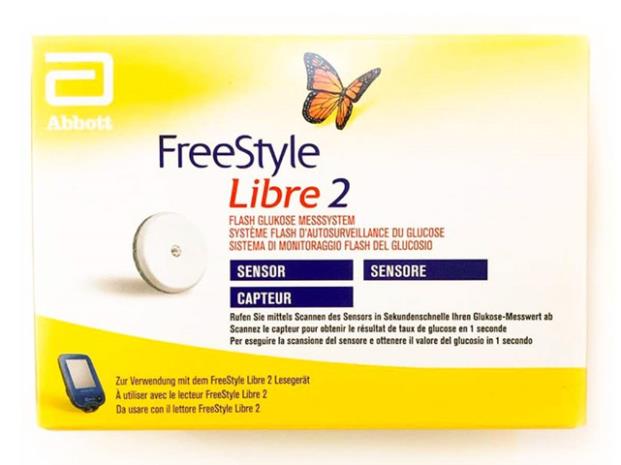 Abbott
FreeStyle
Libre 2
FLASH GLUKOSE MESSSYSTEM
SYSTÈME FLASH D'AUTOSURVEILLANCE DU GLUCOSE
SISTEMA DI MONITORAGGIO FLASH DEL GLUCOSIO
SENSOR
SENSORE
CAPTEUR
Rufen Sie mittels Scannen des Sensors in Sekundenschnelle Ihren Glukose-Messwert ab
Scannez le capteur pour obtenir le résultat de taux de glucose en 1 seconde
Per eseguire la scansione del sensore e ottenere il valore del glucosio in 1 secondo
Zur Verwendung mit dem FreeStyle Libre 2 Lesegerät
À utiliser avec le lecteur FreeStyle Libre 2
Da usare con il lettore FreeStyle Libre 2